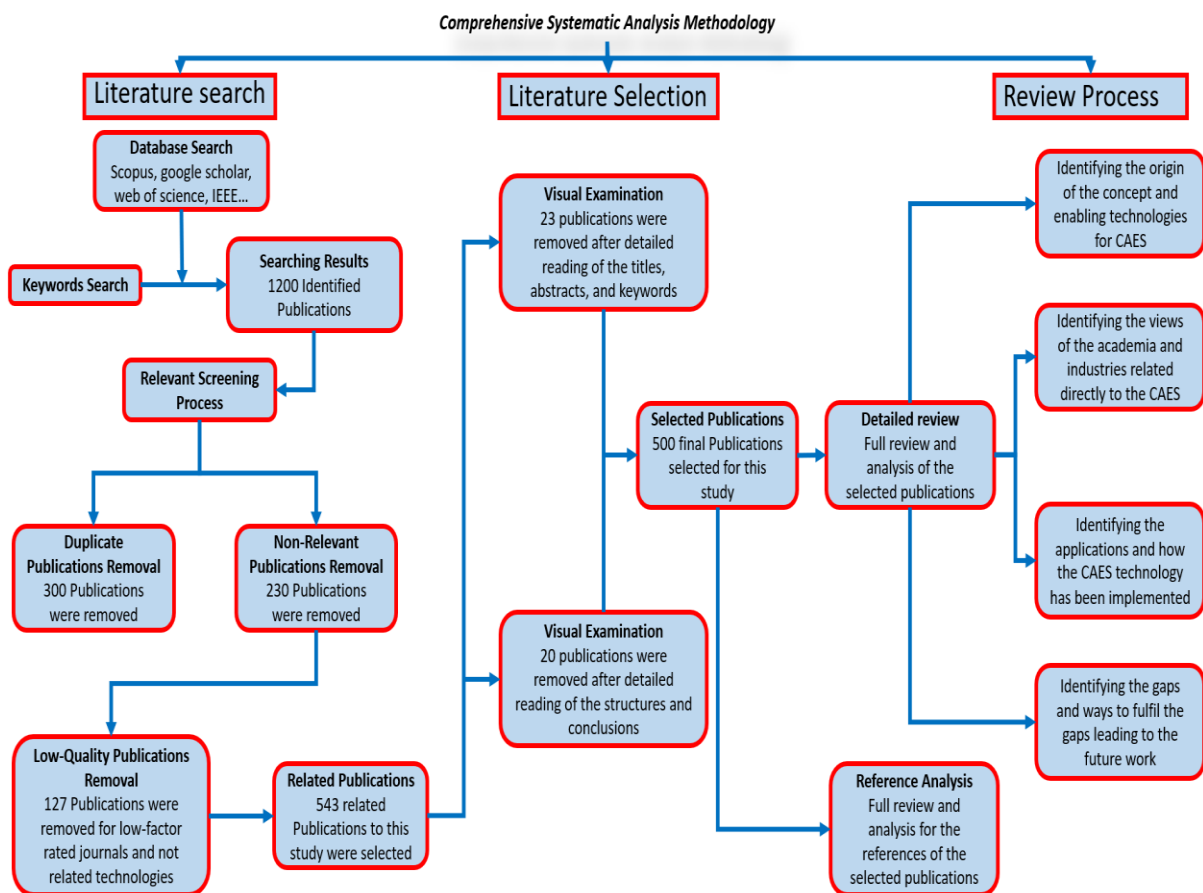 Comprehensive Systematic Analysis Methodology
Literature search
Database Search
Scopus, google scholar,
web of science, IEEE...
Keywords Search
Searching Results
1200 Identified
Publications
Relevant Screening
Process
Duplicate
Publications Removal
300 Publications
were removed
Non-Relevant
Publications Removal
230 Publications
were removed
Low-Quality Publications
Removal
127 Publications were
removed for low-factor
rated journals and not
related technologies
Related Publications
543 related
Publications to this
study were selected
Literature Selection
Visual Examination
23 publications were
removed after detailed
reading of the titles,
abstracts, and keywords
Visual Examination
20 publications were
removed after detailed
reading of the structures and
conclusions
Selected Publications
500 final Publications
selected for this
study
Reference Analysis
Full review and
analysis for the
references of the
selected publications
Review Process
Detailed review
Full review and
analysis of the
selected publications
Identifying the origin
of the concept and
enabling technologies
for CAES
Identifying the views
of the academia and
industries related
directly to the CAES
Identifying the
applications and how
the CAES technology
has been implemented
Identifying the gaps
and ways to fulfil the
gaps leading to the
future work